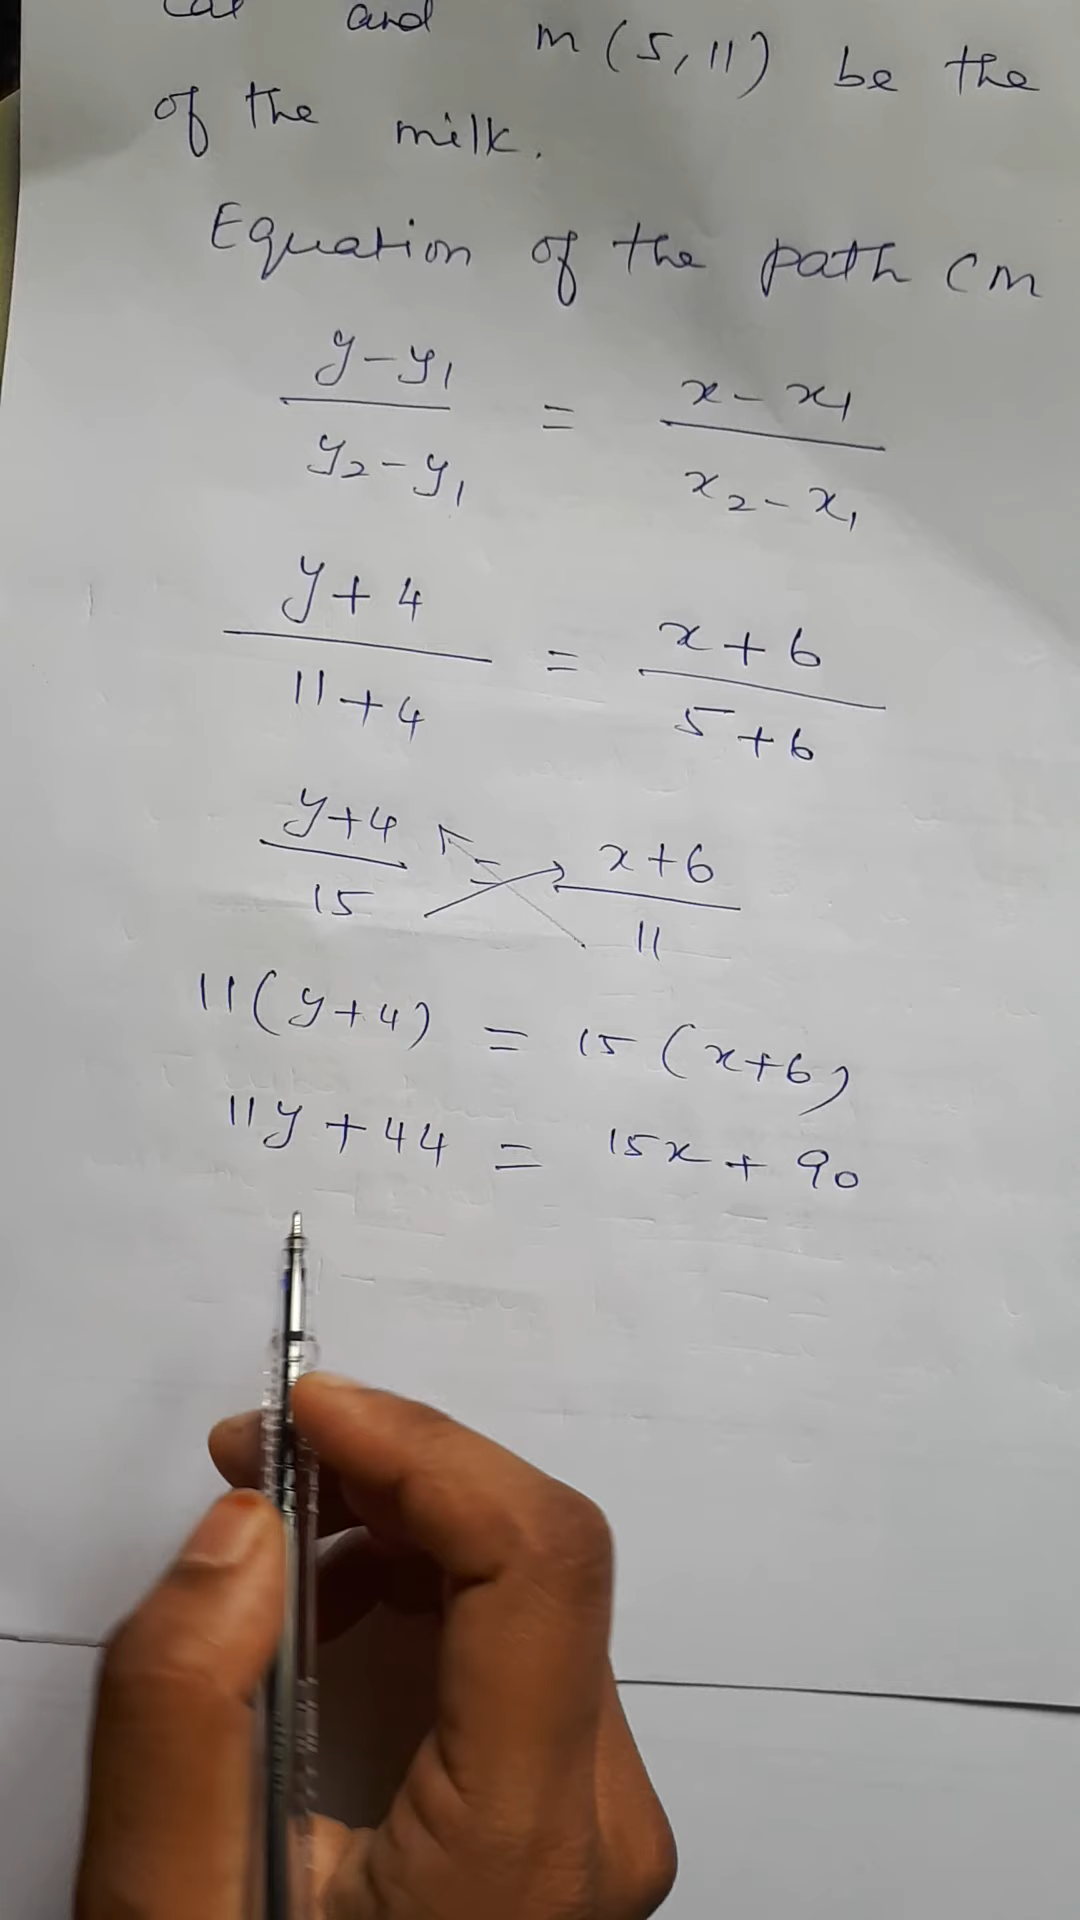 Cat and m (5, 11) be the
of the milk.
Equation of the path CM
y-y1 / y2-y1 = x-x1 / x2-x1
y+4 / 11+4 = x+6 / 5+6
y+4 / 15 = x+6 / 11
11(y+4) = 15(x+6)
11y + 44 = 15x + 90